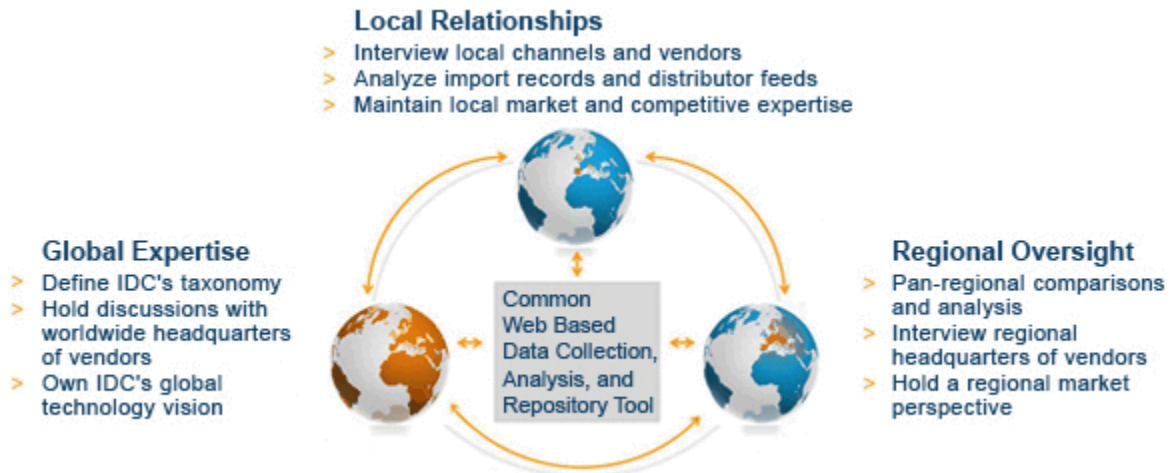 Local Relationships
> Interview local channels and vendors
> Analyze import records and distributor feeds
> Maintain local market and competitive expertise
Global Expertise
> Define IDC's taxonomy
> Hold discussions with
worldwide headquarters
of vendors
> Own IDC's global
technology vision
Common
Web Based
Data Collection,
Analysis, and
Repository Tool
Regional Oversight
> Pan-regional comparisons
and analysis
> Interview regional
headquarters of vendors
> Hold a regional market
perspective